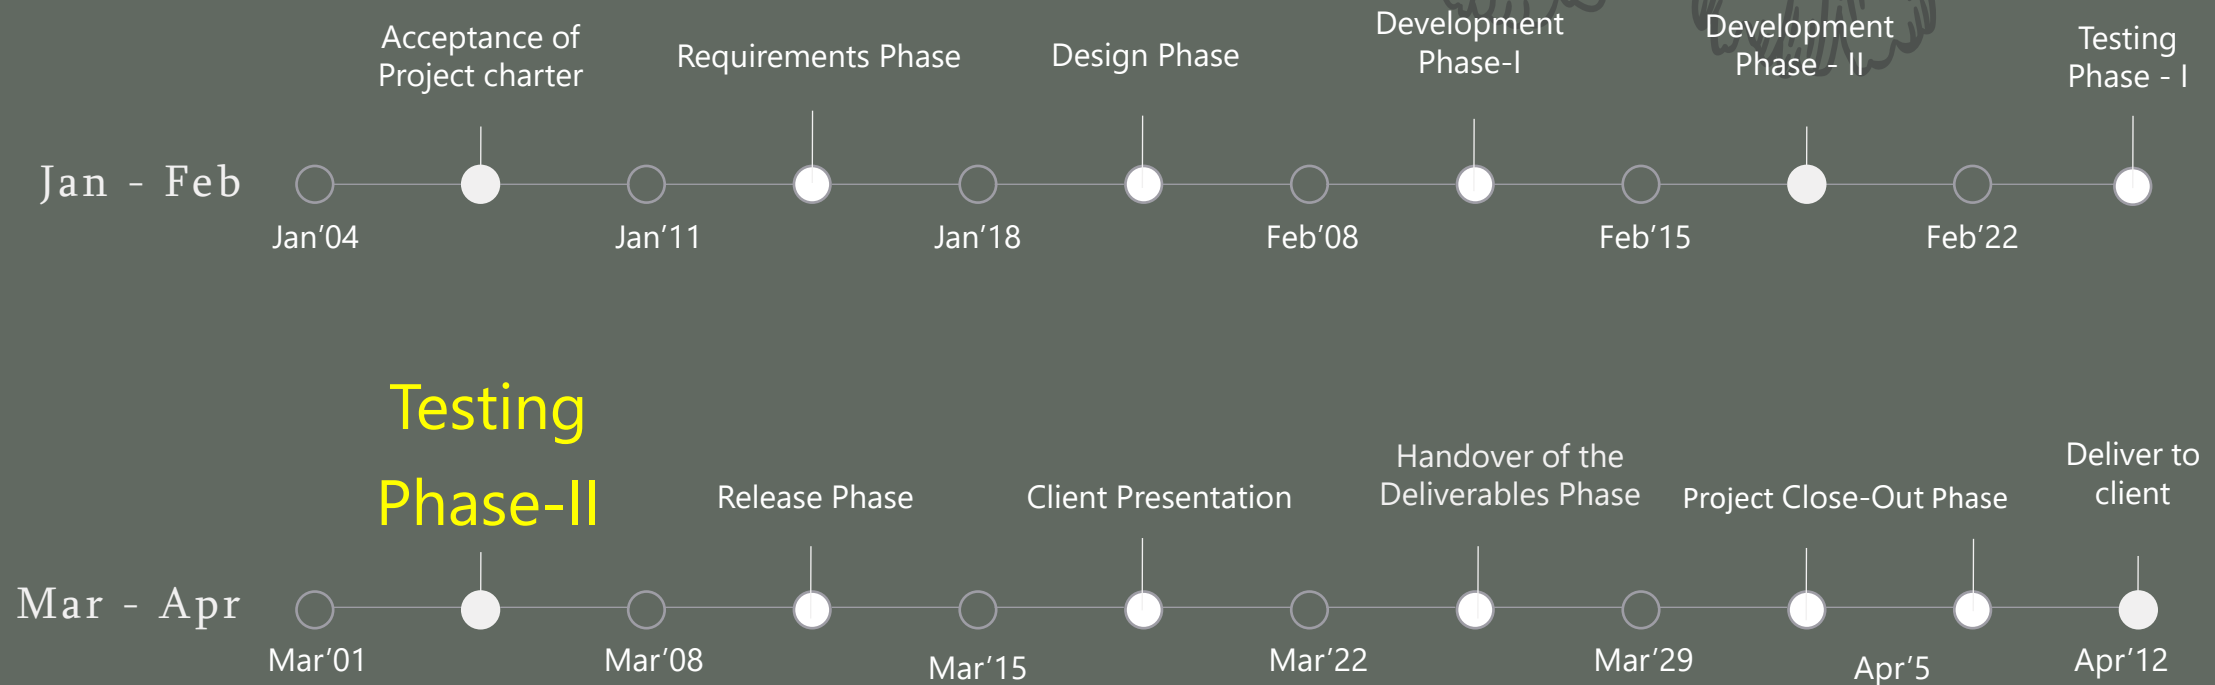 Acceptance of
Project charter
Requirements Phase
Design Phase
Development
Phase-I
Development
Phase - II
Testing
Phase - I
Jan - Feb
Jan’04
Jan’11
Jan’18
Feb’08
Feb’15
Feb’22
Testing
Phase-II
Release Phase
Client Presentation
Handover of the
Deliverables Phase
Project Close-Out Phase
Deliver to
client
Mar - Apr
Mar’01
Mar’08
Mar’15
Mar’22
Mar’29
Apr’5
Apr’12